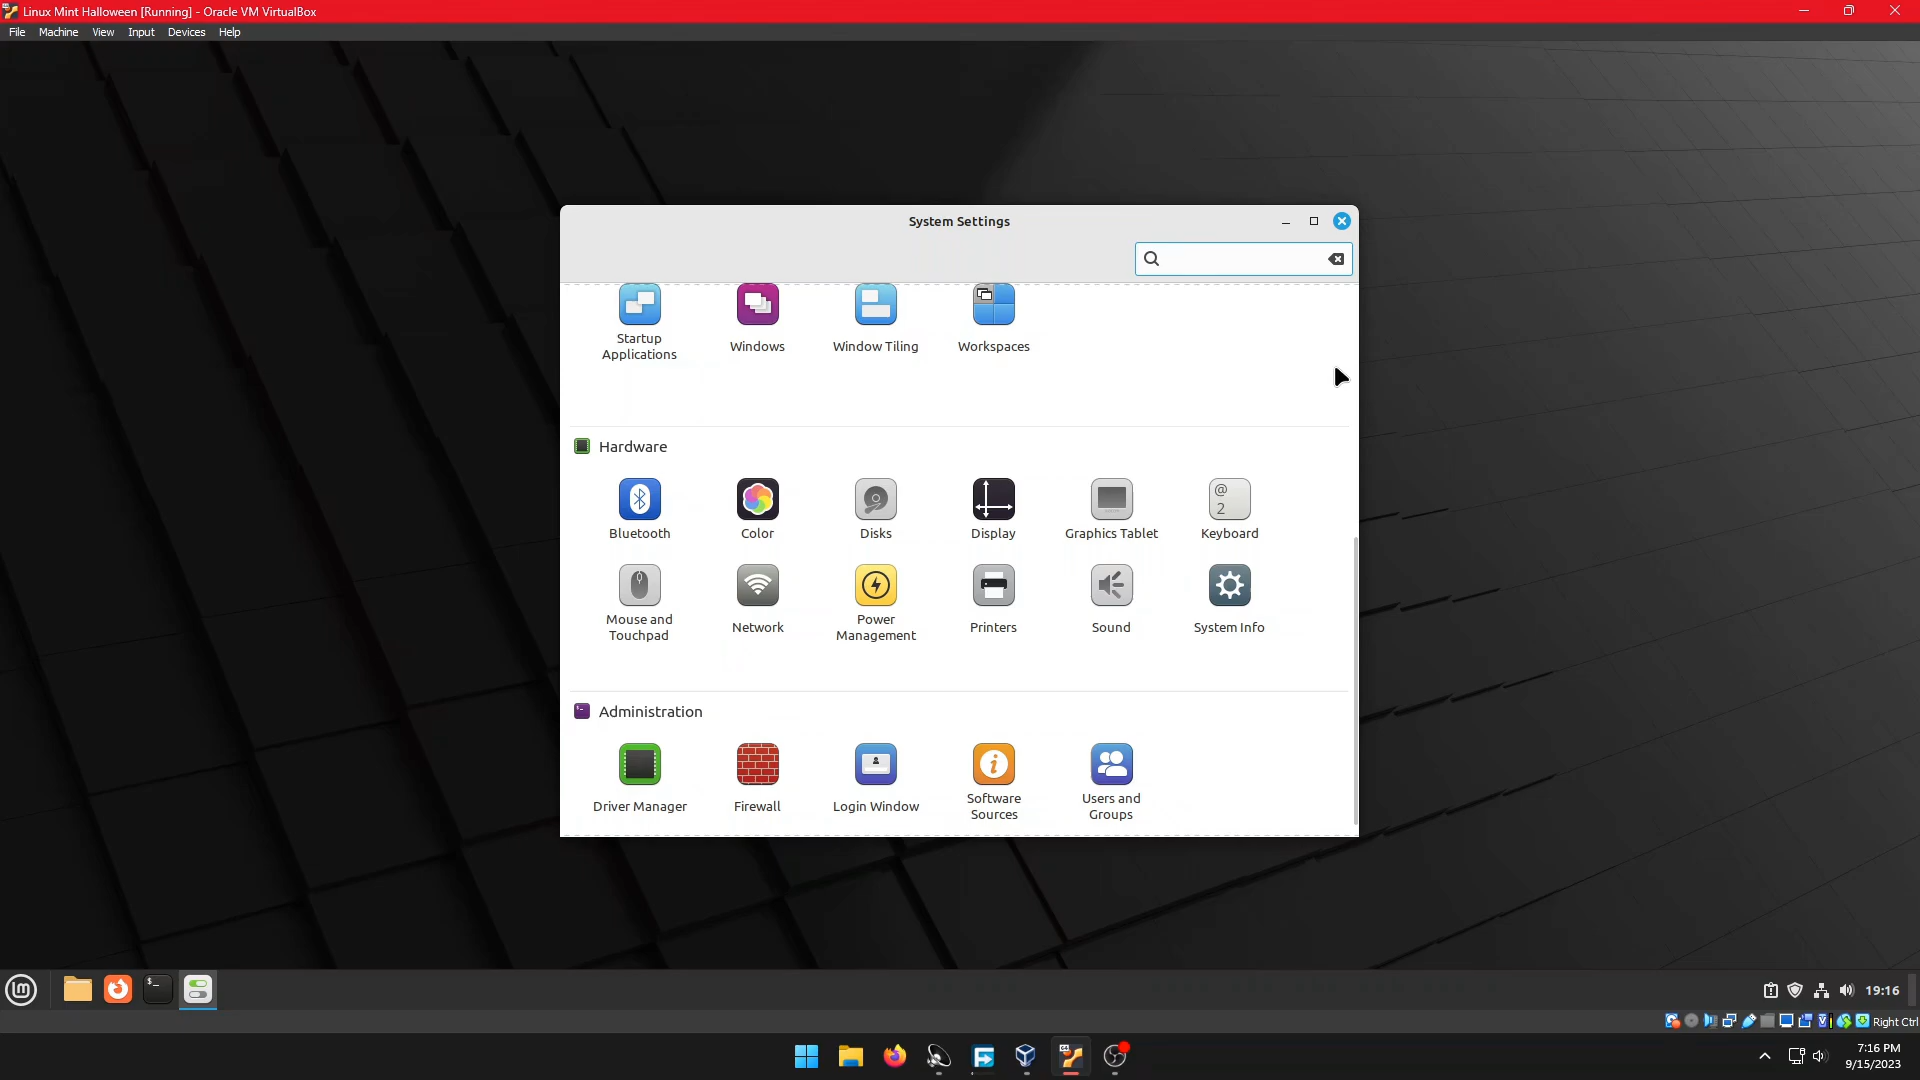 Linux Mint Halloween [Running] - Oracle VM VirtualBox
File Machine View Input Devices Help
System Settings
Startup
Applications
Windows
Window Tiling
Workspaces
Hardware
Bluetooth
Color
Disks
Display
Graphics Tablet
@
2
Keyboard
Mouse and
Touchpad
Network
Power
Management
Printers
Sound
System Info
Administration
Driver Manager
Firewall
Login Window
Software
Sources
Users and
Groups
19:16
Right Ctrl
7:16 PM
9/15/2023